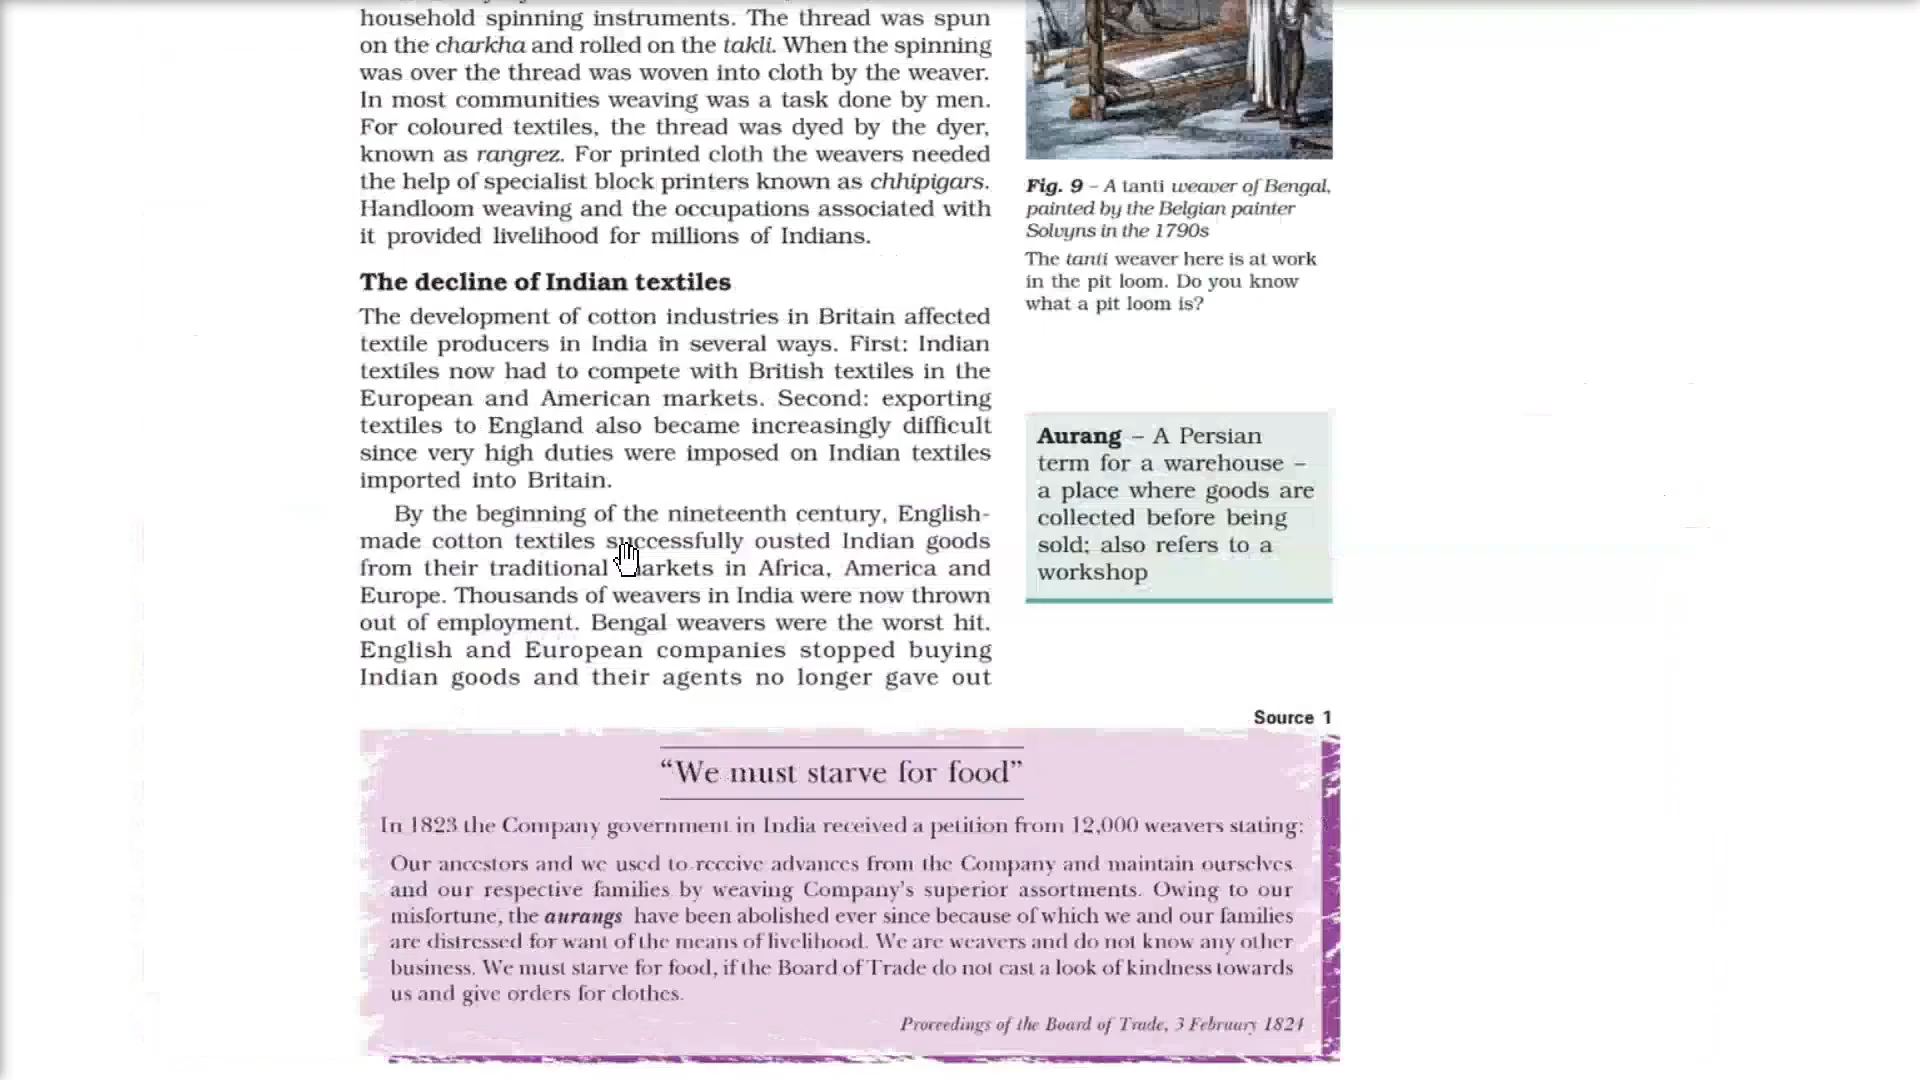 household spinning instruments. The thread was spun
on the charkha and rolled on the takli. When the spinning
was over the thread was woven into cloth by the weaver.
In most communities weaving was a task done by men.
For coloured textiles, the thread was dyed by the dyer,
known as rangrez. For printed cloth the weavers needed
the help of specialist block printers known as chhipigars.
Handloom weaving and the occupations associated with
it provided livelihood for millions of Indians.
The decline of Indian textiles
The development of cotton industries in Britain affected
textile producers in India in several ways. First: Indian
textiles now had to compete with British textiles in the
European and American markets. Second: exporting
textiles to England also became increasingly difficult
since very high duties were imposed on Indian textiles
imported into Britain.
By the beginning of the nineteenth century, English-
made cotton textiles successfully ousted Indian goods
from their traditional markets in Africa, America and
Europe. Thousands of weavers in India were now thrown
out of employment. Bengal weavers were the worst hit.
English and European companies stopped buying
Indian goods and their agents no longer gave out
Fig. 9 – A tanti weaver of Bengal,
painted by the Belgian painter
Solvyns in the 1790s
The tanti weaver here is at work
in the pit loom. Do you know
what a pit loom is?
Aurang – A Persian
term for a warehouse –
a place where goods are
collected before being
sold; also refers to a
workshop
Source 1
“We must starve for food”
In 1823 the Company government in India received a petition from 12,000 weavers stating:
Our ancestors and we used to receive advances from the Company and maintain ourselves
and our respective families by weaving Company’s superior assortments. Owing to our
misfortune, the aurangs have been abolished ever since because of which we and our families
are distressed for want of the means of livelihood. We are weavers and do not know any other
business. We must starve for food, if the Board of Trade do not cast a look of kindness towards
us and give orders for clothes.
Proceedings of the Board of Trade, 3 February 1824